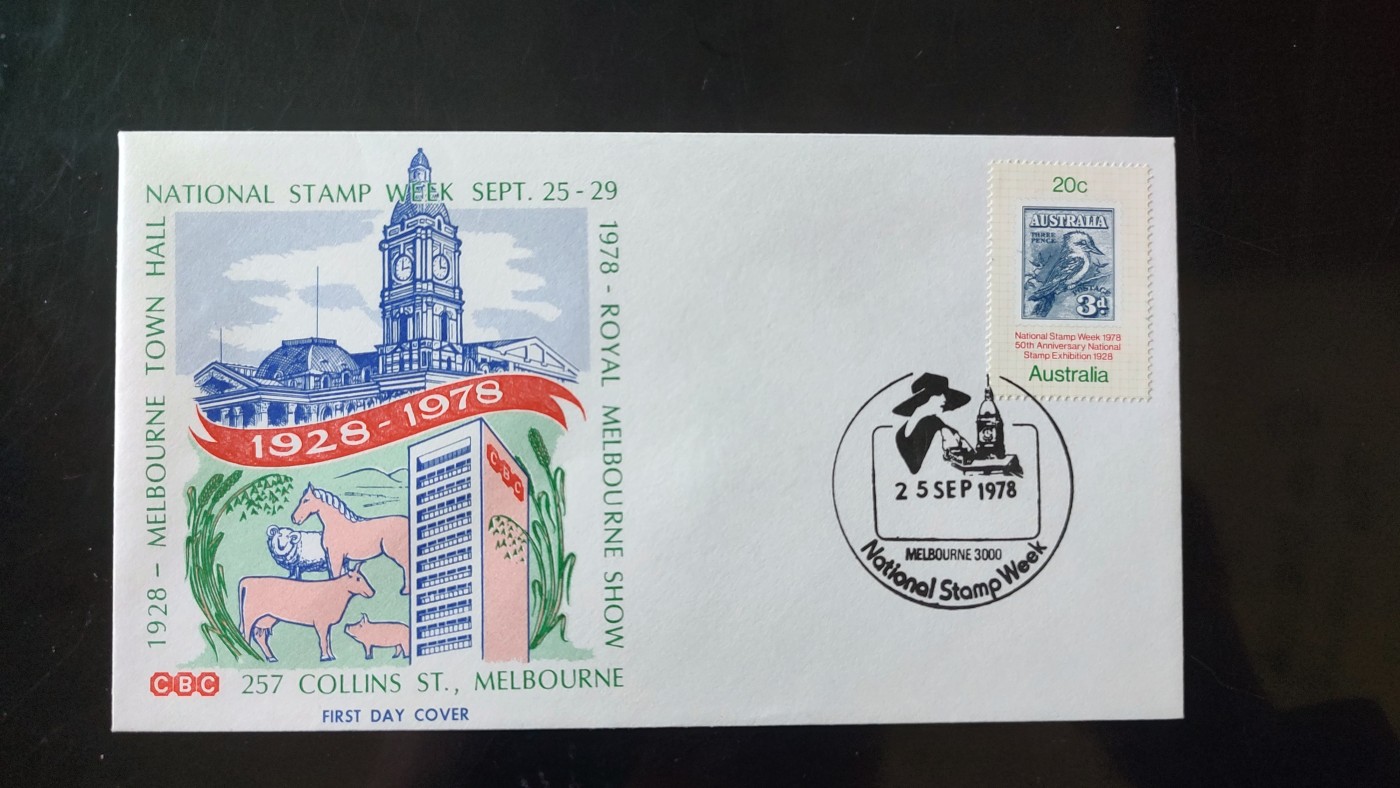 NATIONAL STAMP WEEK SEPT. 25 - 29
1928 - MELBOURNE TOWN HALL
1978 - ROYAL MELBOURNE SHOW
1928 - 1978
CBC
CBC 257 COLLINS ST., MELBOURNE
FIRST DAY COVER
20c
AUSTRALIA
THREE
PENCE
POSTAGE
3d
National Stamp Week 1978
50th Anniversary National
Stamp Exhibition 1928
Australia
25 SEP 1978
MELBOURNE 3000
National Stamp Week